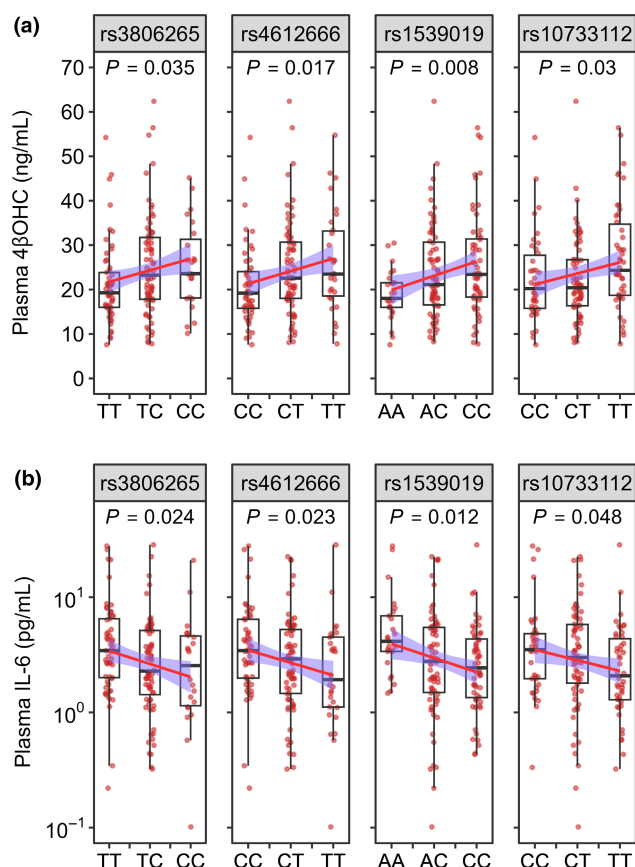 (a)
rs3806265 rs4612666 rs1539019 rs10733112
P = 0.035 P = 0.017 P = 0.008 P = 0.03
Plasma 4βOHC (ng/mL)
70
60
50
40
30
20
10
0
TT TC CC CC CT TT AA AC CC CC CT TT
(b)
rs3806265 rs4612666 rs1539019 rs10733112
P = 0.024 P = 0.023 P = 0.012 P = 0.048
Plasma IL-6 (pg/mL)
10¹
10⁰
10⁻¹
TT TC CC CC CT TT AA AC CC CC CT TT